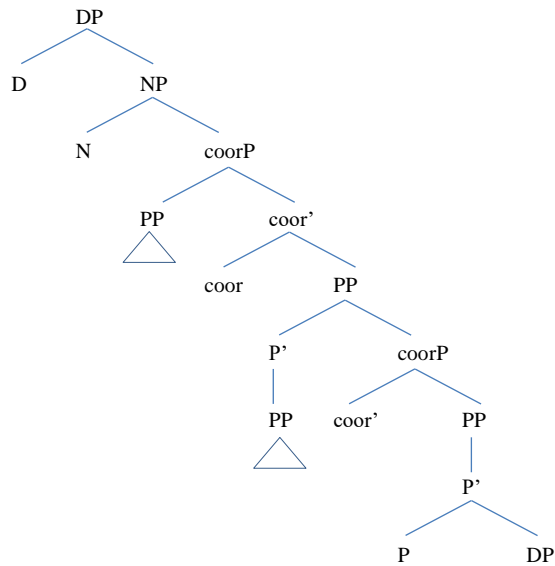 DP
D NP
N coorP
PP coor’
coor PP
P’ coorP
PP coor’ PP
P’
P DP